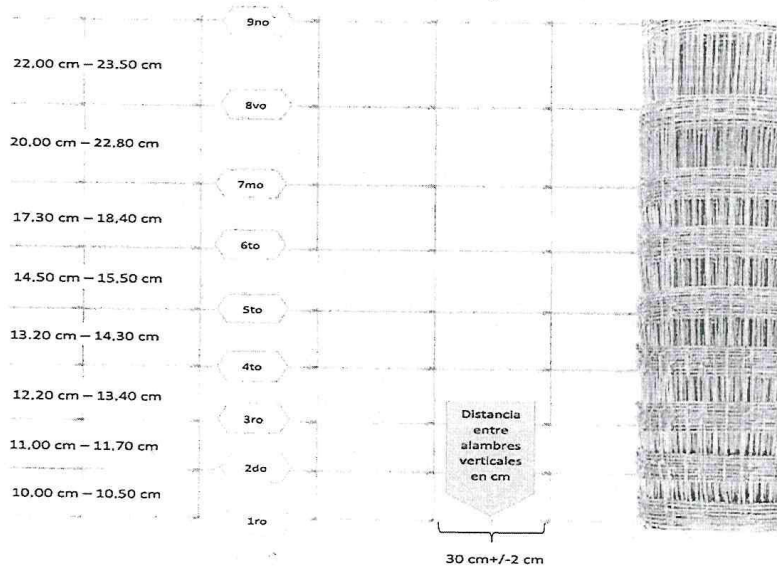 9no
22,00 cm – 23.50 cm
8vo
20.00 cm – 22.80 cm
7mo
17.30 cm – 18,40 cm
6to
14,50 cm – 15,50 cm
5to
13.20 cm – 14,30 cm
4to
12.20 cm – 13,40 cm
3ro
11,00 cm – 11,70 cm
2do
10,00 cm – 10,50 cm
1ro
Distancia
entre
alambres
verticales
en cm
30 cm+/-2 cm